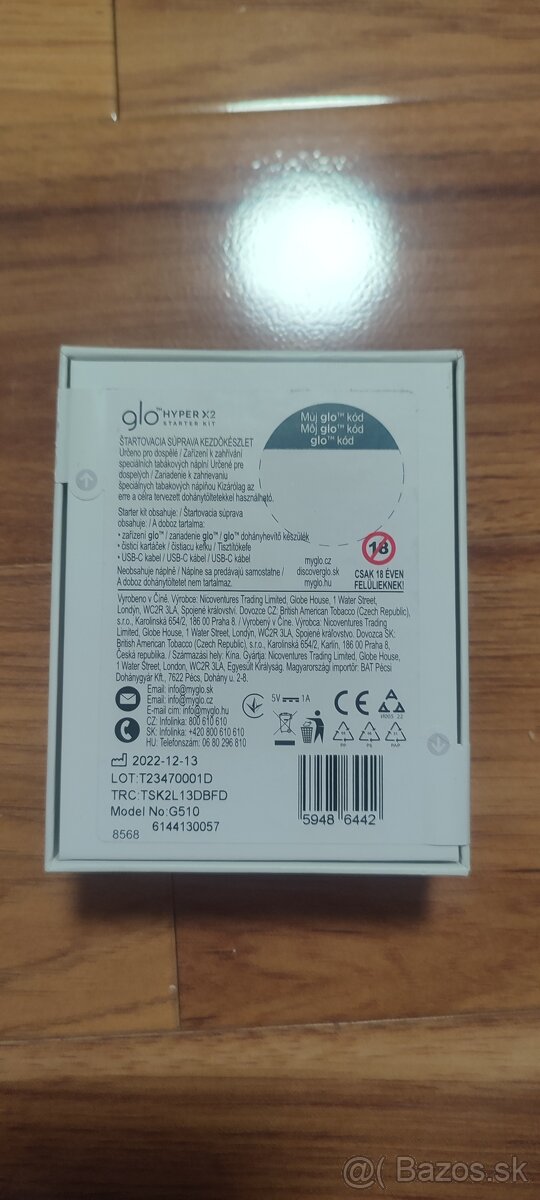 glo™ HYPER X2
STARTER KIT
Můj glo™ kód
Môj glo™ kód
glo™ kód
ŠTARTOVACIA SÚPRAVA KEZDŐKÉSZLET
Určeno pro dospělé / Zařízení k zahřívání
speciálních tabákových náplní Určené pre
dospelých / Zariadenie k zahrievaniu
špeciálnych tabakových náplňou Kizárólag az
erre a célra tervezett dohánytöltetekkel használható.
Starter kit obsahuje: / Štartovacia súprava
obsahuje: / A doboz tartalma:
• zařízení glo™ / zariadenie glo™ / glo™ dohányhevítő készülék
• čisticí kartáček / čistiacu kefku / Tisztítókefe
• USB-C kábel / USB-C kábel / USB-C kábel
Neobsahuje náplně / Náplne sa predávajú samostatne /
A doboz dohánytöltetet nem tartalmaz.
myglo.cz
discoverglo.sk
myglo.hu
18
CSAK 18 ÉVEN
FELÜLIEKNEK!
Vyrobeno v Číně. Výrobce: Nicoventures Trading Limited, Globe House, 1 Water Street,
Londýn, WC2R 3LA, Spojené království. Dovozce CZ: British American Tobacco (Czech Republic),
s.r.o., Karolinská 654/2, 186 00 Praha 8. / Vyrobený v Číne. Výrobca: Nicoventures Trading
Limited, Globe House, 1 Water Street, Londýn, WC2R 3LA, Spojené kráľovstvo. Dovozca SK:
British American Tobacco (Czech Republic), s.r.o., Karolinská 654/2, Karlín, 186 00 Praha 8,
Česká republika. / Származási hely: Kína. Gyártja: Nicoventures Trading Limited, Globe House,
1 Water Street, London, WC2R 3LA, Egyesült Királyság. Magyarországi importőr: BAT Pécsi
Dohánygyár Kft., 7622 Pécs, Dohány u. 2-8.
Email: info@myglo.sk
Email: info@myglo.cz
E-mail cím: info@myglo.hu
CZ: Infolinka: 800 610 610
SK: Infolinka: +420 800 610 610
HU: Telefonszám: 06 80 296 810
5V 1A
CE
PP
PS
PAP
2022-12-13
LOT:T23470001D
TRC:TSK2L13DBFD
Model No:G510
6144130057
8568
5948 6442
@( Bazos.sk